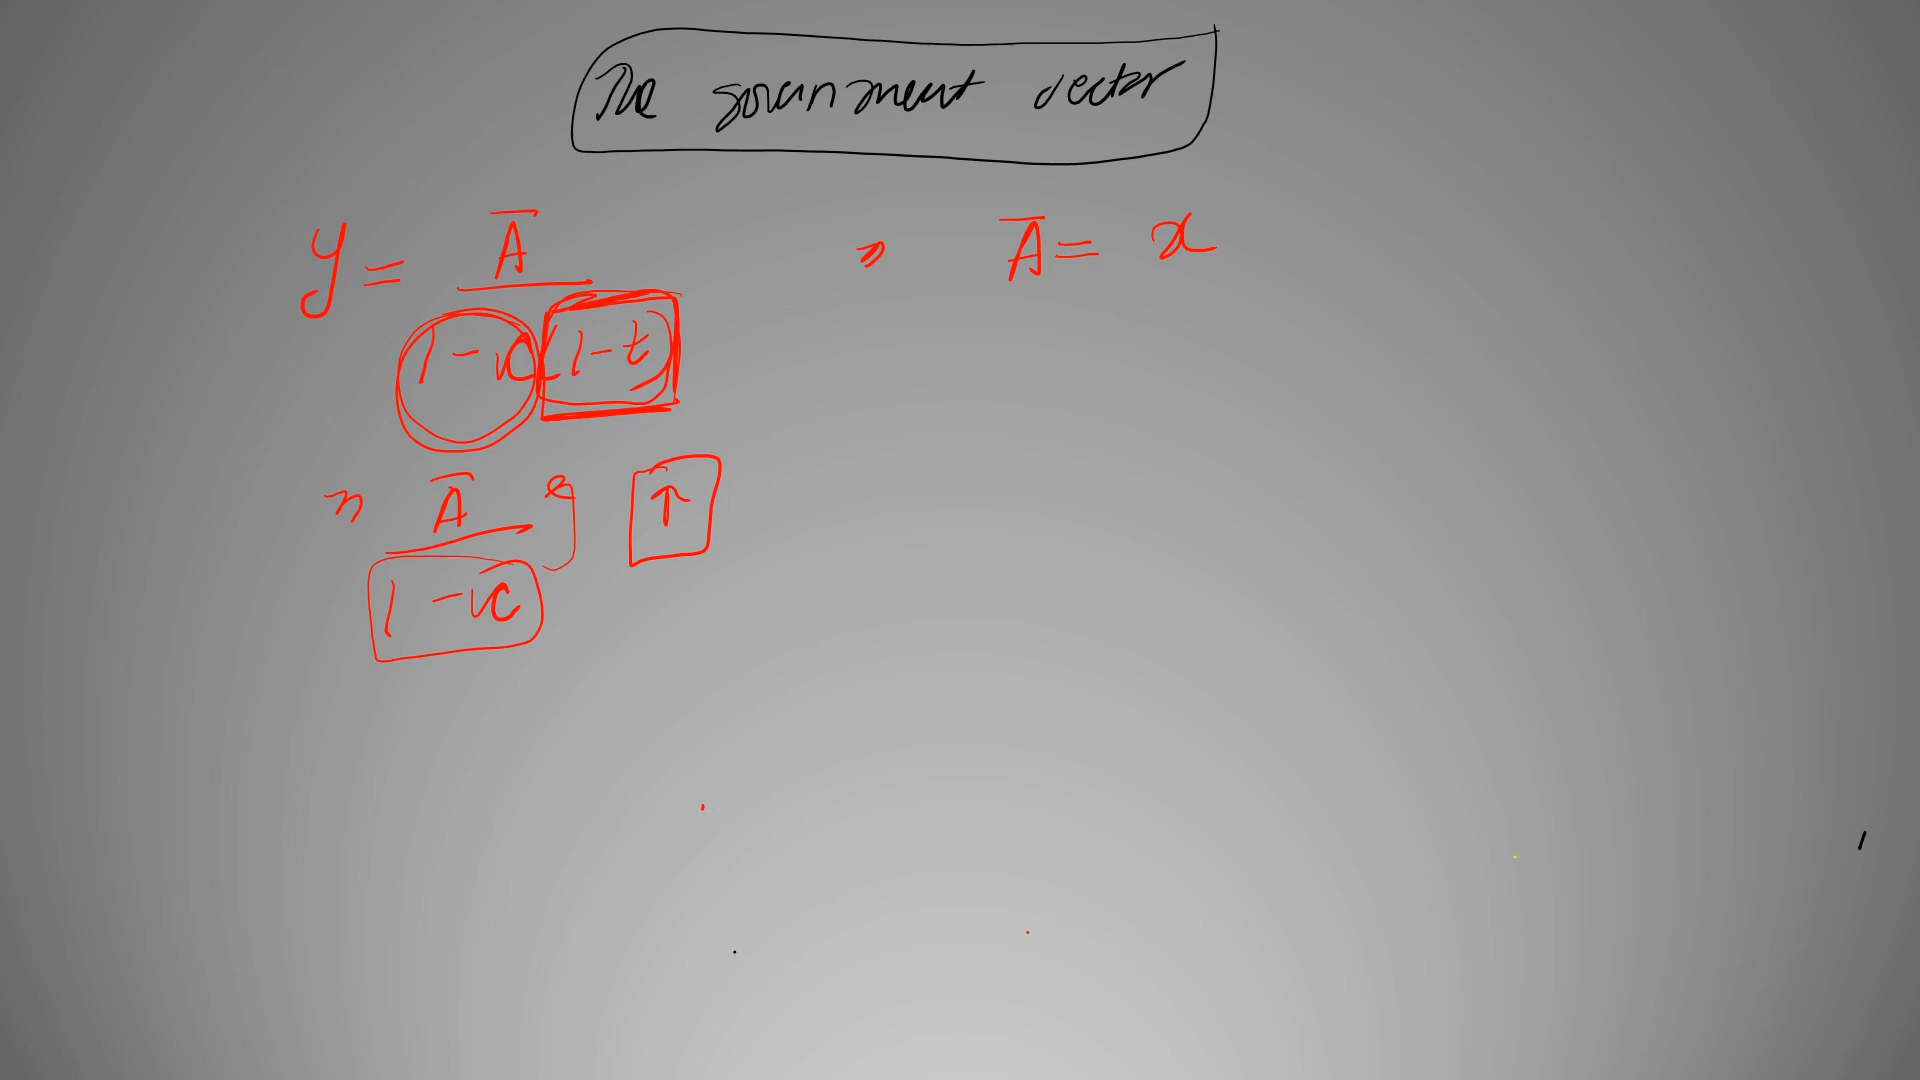 The government sector
y = Ā / 1-c(1-t) » Ā = x
» Ā / 1-c ↑